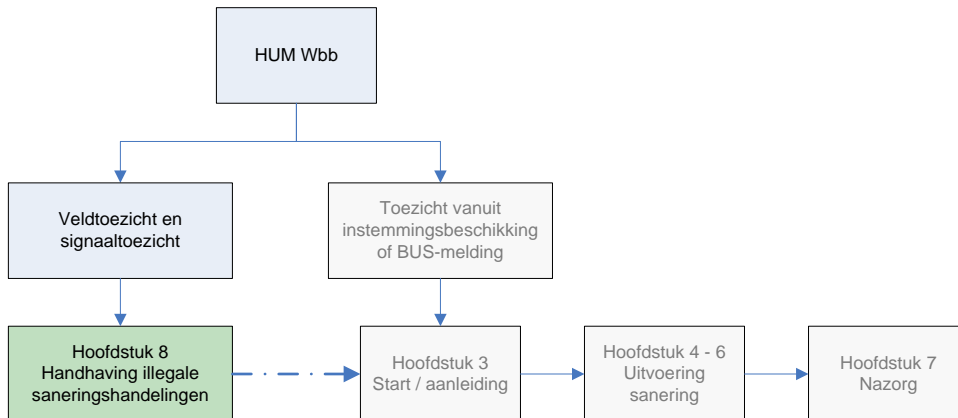 HUM Wbb
Veldtoezicht en
signaaltoezicht
Toezicht vanuit
instemmingsbeschikking
of BUS-melding
Hoofdstuk 8
Handhaving illegale
saneringshandelingen
Hoofdstuk 3
Start / aanleiding
Hoofdstuk 4 - 6
Uitvoering
sanering
Hoofdstuk 7
Nazorg